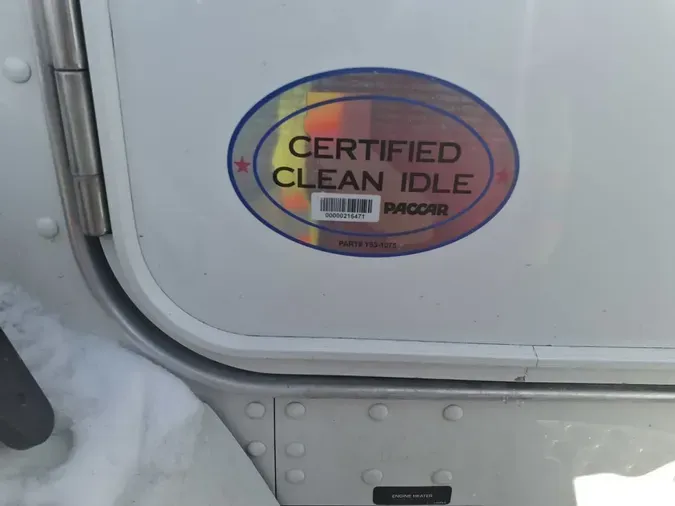 CERTIFIED
CLEAN IDLE
00000216471
PACCAR
ENGINE HEATER